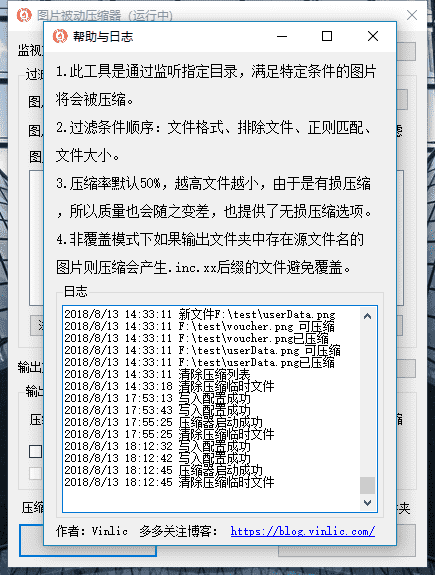 图片被动压缩器（运行中）
帮助与日志
监视
过滤
图片
图片
图片
1.此工具是通过监听指定目录，满足特定条件的图片
将会被压缩。
2.过滤条件顺序：文件格式、排除文件、正则匹配、
文件大小。
3.压缩率默认50%，越高文件越小，由于是有损压缩
，所以质量也会随之变差，也提供了无损压缩选项。
4.非覆盖模式下如果输出文件夹中存在源文件名的
图片则压缩会产生.inc.xx后缀的文件避免覆盖。
日志
2018/8/13 14:33:11 新文件F:\test\userData.png
2018/8/13 14:33:11 F:\test\voucher.png 可压缩
2018/8/13 14:33:11 F:\test\voucher.png已压缩
2018/8/13 14:33:11 F:\test\userData.png 可压缩
2018/8/13 14:33:11 F:\test\userData.png已压缩
2018/8/13 14:33:11 清除压缩列表
2018/8/13 14:33:18 清除压缩临时文件
2018/8/13 17:53:13 写入配置成功
2018/8/13 17:53:43 写入配置成功
2018/8/13 17:55:25 压缩器启动成功
2018/8/13 17:55:25 清除压缩临时文件
2018/8/13 18:12:32 写入配置成功
2018/8/13 18:12:42 写入配置成功
2018/8/13 18:12:45 压缩器启动成功
2018/8/13 18:12:45 清除压缩临时文件
输出
输出
压缩
压缩
件夹
作者：Vinlic 多多关注博客： https://blog.vinlic.com/